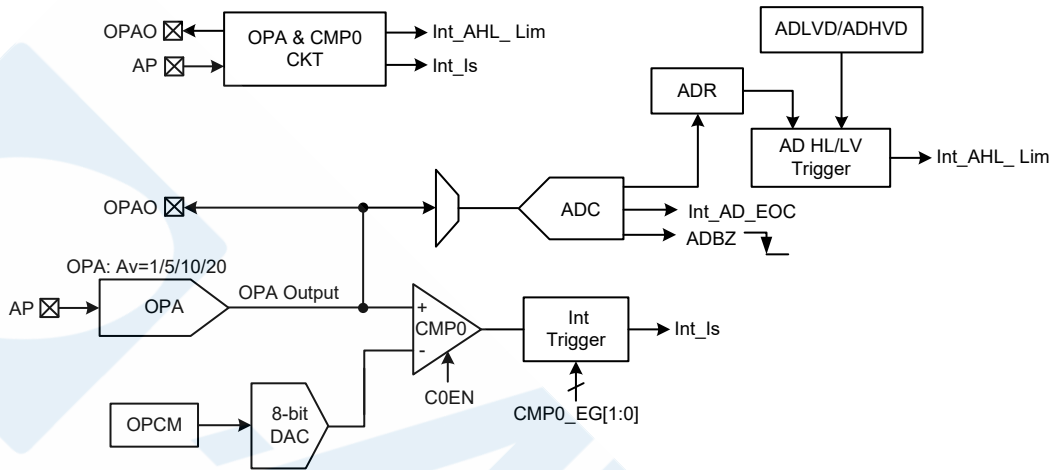 OPAO
AP
OPA & CMP0
CKT
Int_AHL_ Lim
Int_Is
ADLVD/ADHVD
ADR
AD HL/LV
Trigger
Int_AHL_ Lim
OPAO
ADC
Int_AD_EOC
ADBZ
OPA: Av=1/5/10/20
AP
OPA
OPA Output
+
CMP0
-
C0EN
Int
Trigger
Int_Is
CMP0_EG[1:0]
OPCM
8-bit
DAC